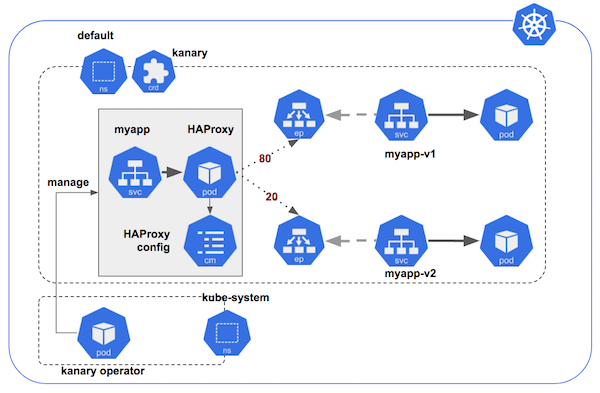 default
kanary
ns
crd
myapp
HAProxy
svc
pod
manage
HAProxy
config
cm
80
20
ep
svc
pod
myapp-v1
ep
svc
pod
myapp-v2
kube-system
pod
ns
kanary operator